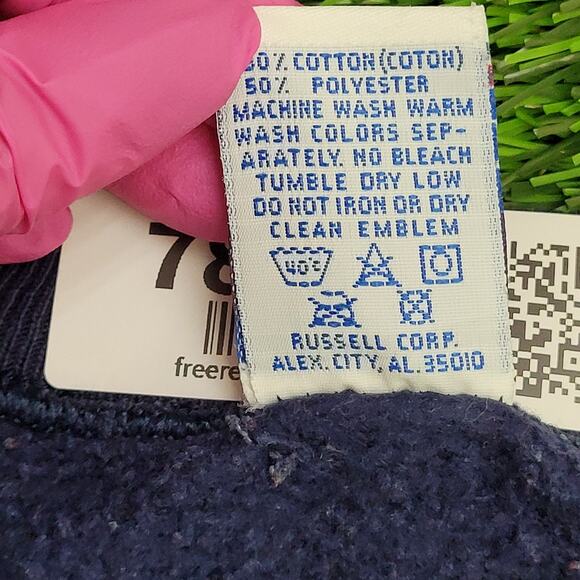 50% COTTON (COTON)
50% POLYESTER
MACHINE WASH WARM
WASH COLORS SEP-
ARATELY. NO BLEACH
TUMBLE DRY LOW
DO NOT IRON OR DRY
CLEAN EMBLEM
40°C
RUSSELL CORP.
ALEX. CITY, AL. 35010
78
freere